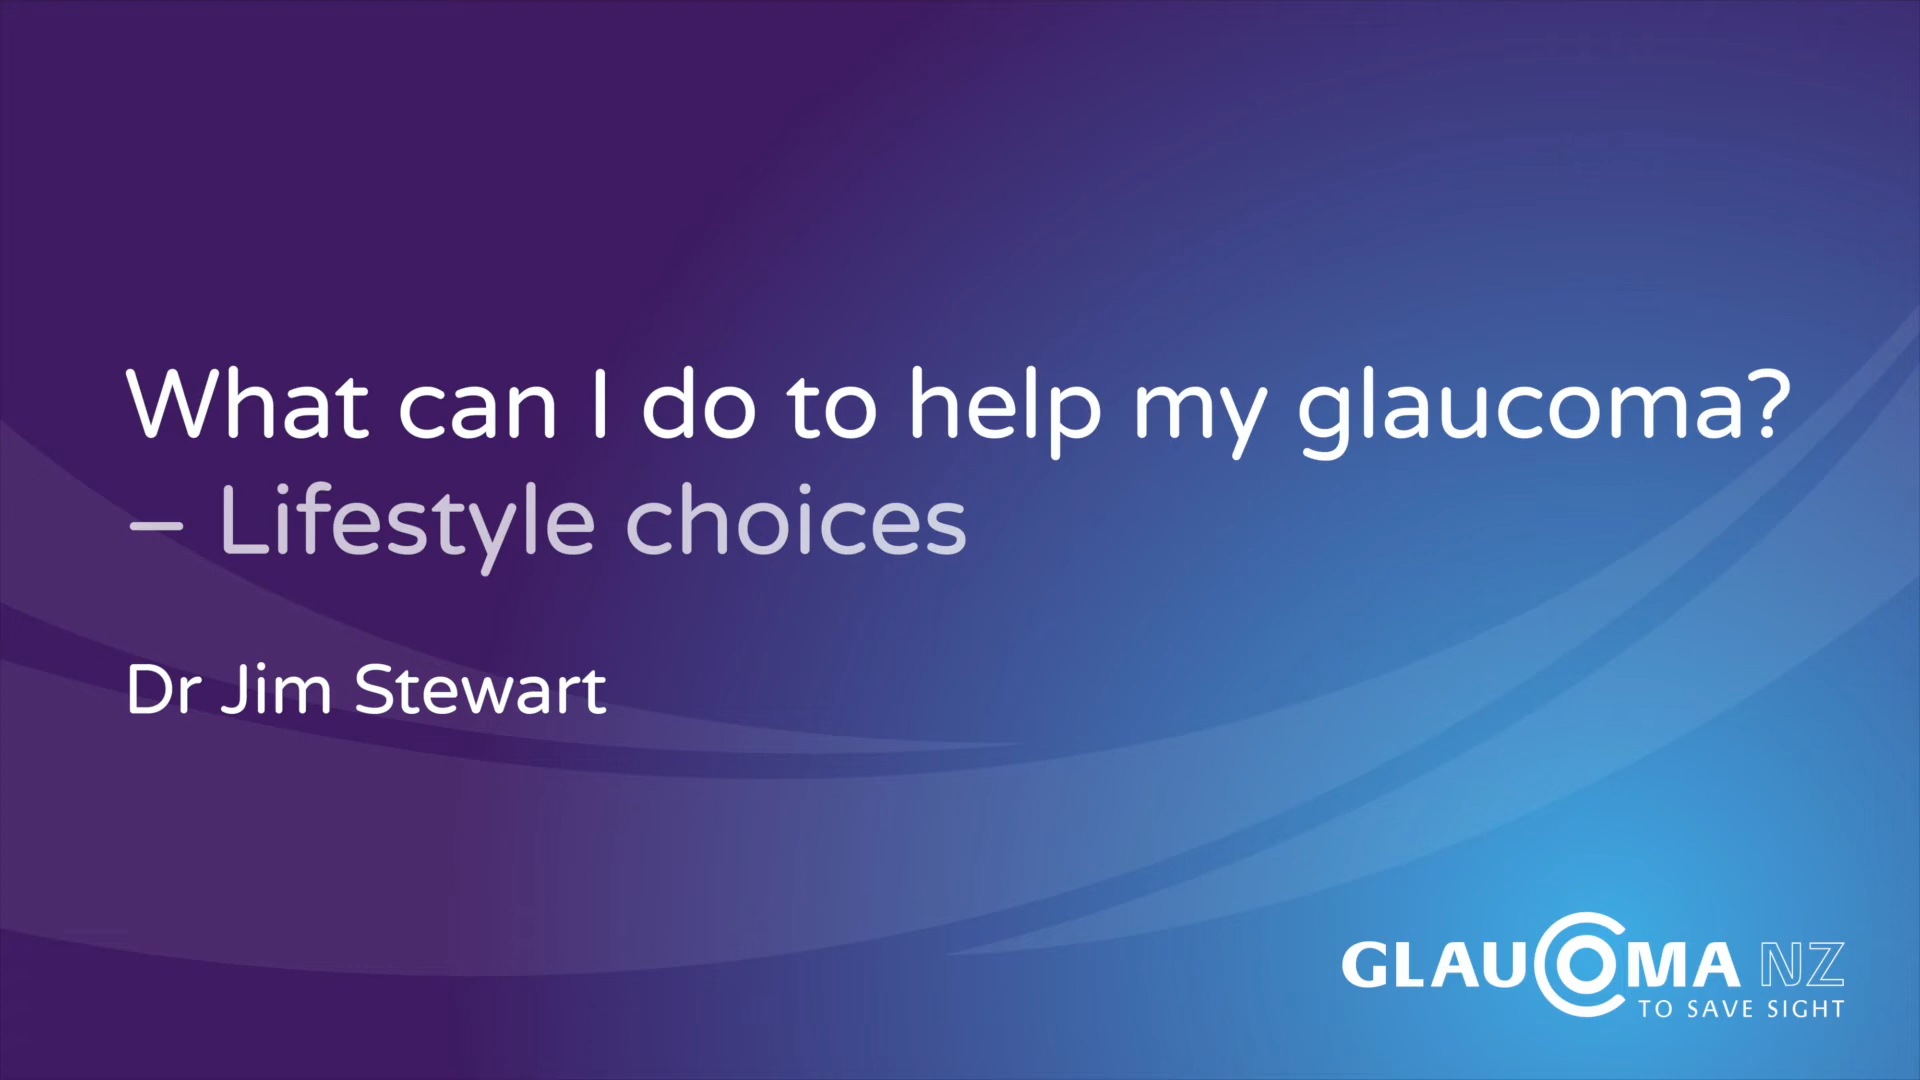 What can I do to help my glaucoma?
– Lifestyle choices
Dr Jim Stewart
GLAUCOMA NZ
TO SAVE SIGHT